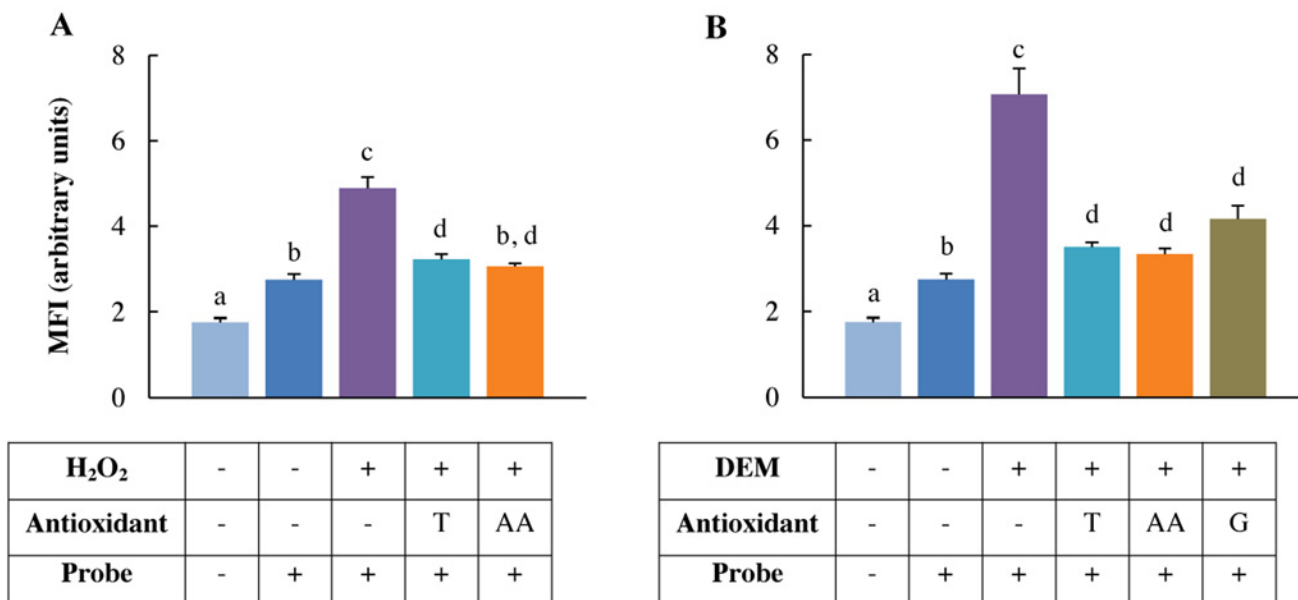 A
MFI (arbitrary units)
8
6
4
2
0
a
b
c
d
b, d
H₂O₂ - - + + +
Antioxidant - - - T AA
Probe - + + + +
B
8
6
4
2
0
a
b
c
d
d
d
DEM - - + + + +
Antioxidant - - - T AA G
Probe - + + + + +